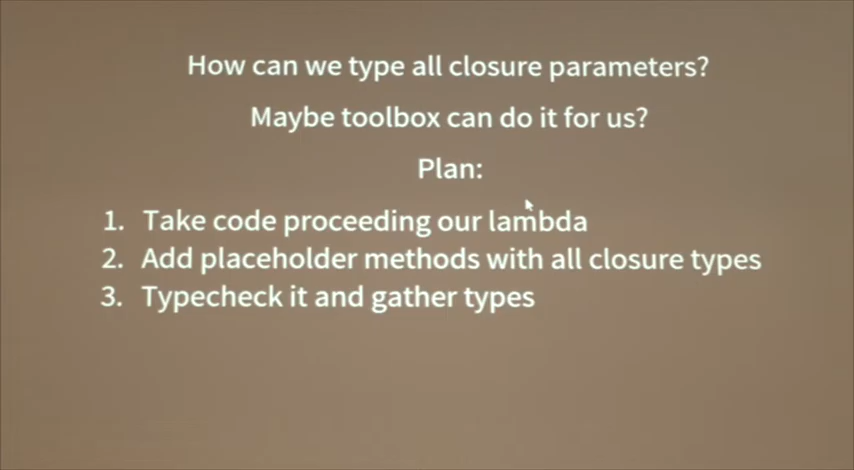 How can we type all closure parameters?
Maybe toolbox can do it for us?
Plan:
1. Take code proceeding our lambda
2. Add placeholder methods with all closure types
3. Typecheck it and gather types